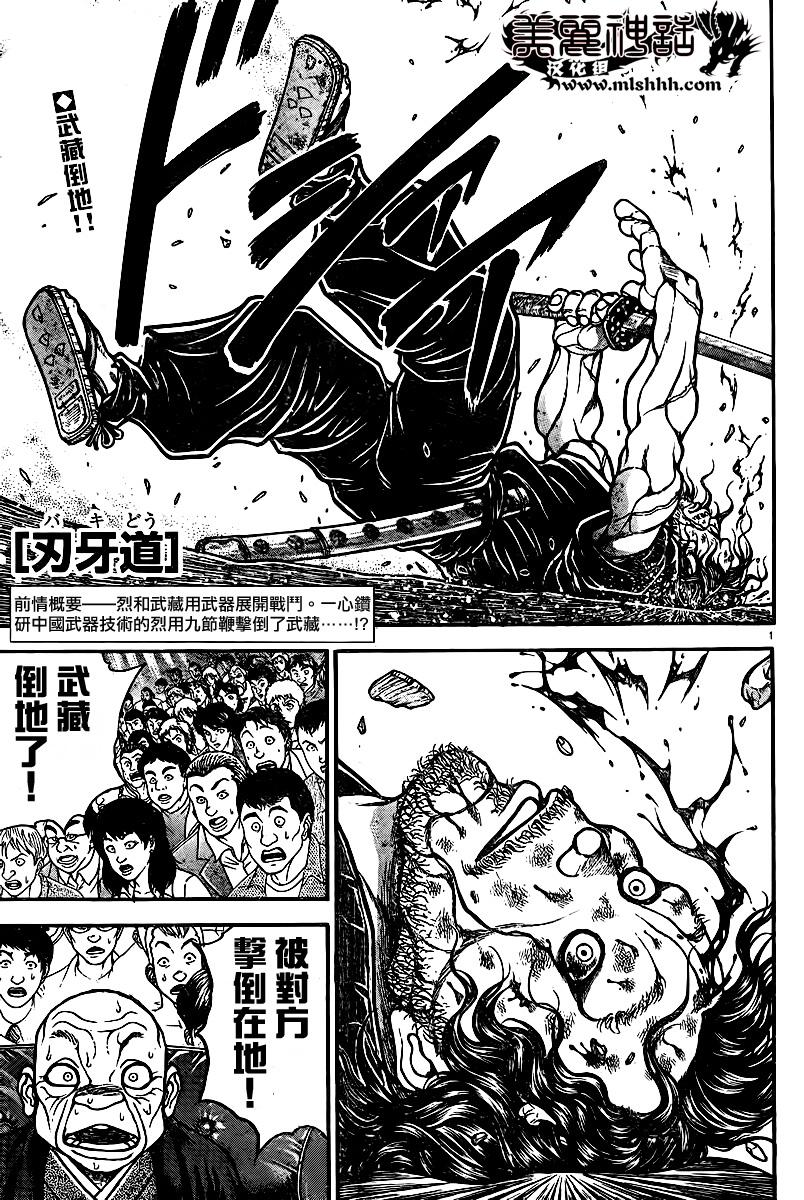 美麗神話
汉化组
www.mlshhh.com
◆武藏倒地!!
ドシャ
バキどう
[刃牙道]
前情概要——烈和武藏用武器展開戰鬥。一心鑽
研中國武器技術的烈用九節鞭擊倒了武藏……!?
1
武藏
倒地了!
被對方
擊倒在地!